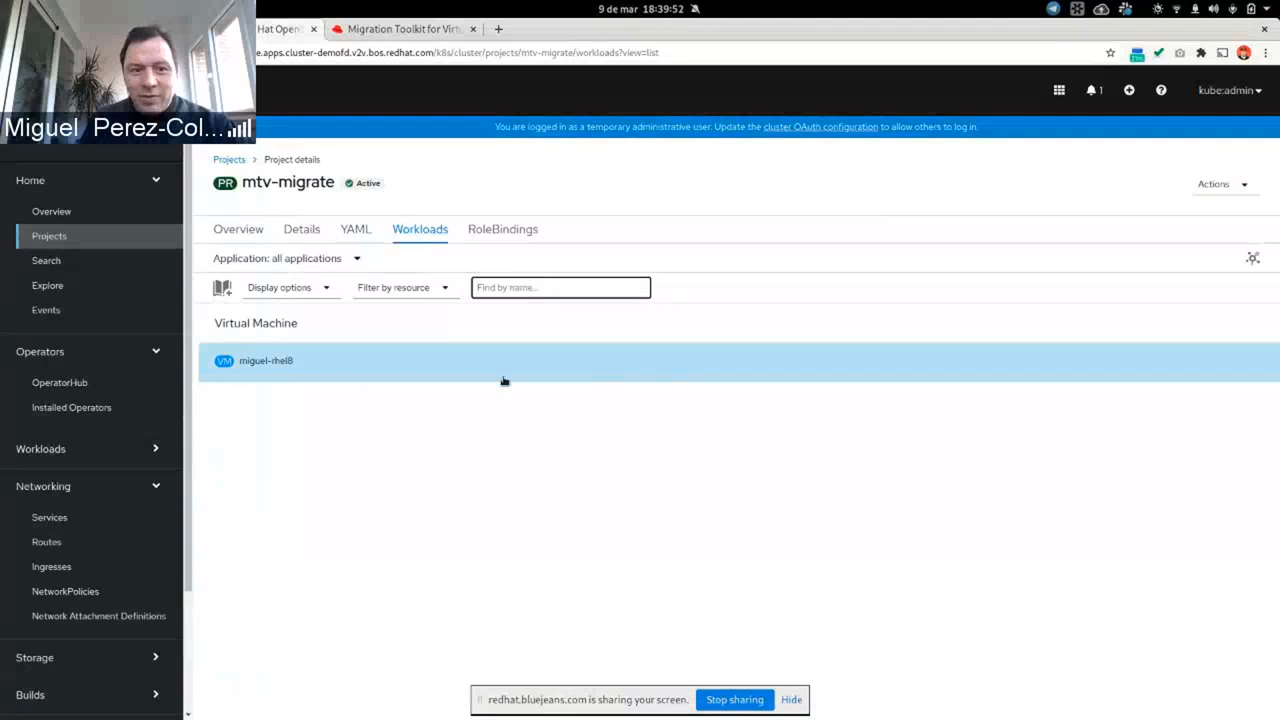 9 de mar 18:39:52
Hat Open:
Migration Toolkit for Virtu
e.apps.cluster-demofd.v2v.bos.redhat.com/k8s/cluster/projects/mtv-migrate/workloads?view=list
Miguel Perez-Col...
1
kube:admin
You are logged in as a temporary administrative user. Update the cluster OAuth configuration to allow others to log in.
Home
Overview
Projects
Search
Explore
Events
Operators
OperatorHub
Installed Operators
Workloads
Networking
Services
Routes
Ingresses
NetworkPolicies
Network Attachment Definitions
Storage
Builds
Projects > Project details
PR mtv-migrate Active
Actions
Overview Details YAML Workloads RoleBindings
Application: all applications
Display options Filter by resource Find by name...
Virtual Machine
VM miguel-rhel8
redhat.bluejeans.com is sharing your screen. Stop sharing Hide